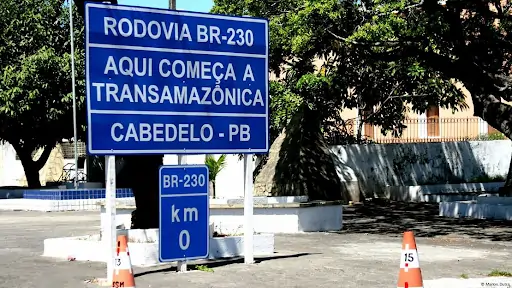 RODOVIA BR-230
AQUI COMEÇA A
TRANSAMAZÔNICA
CABEDELO - PB
BR-230
km
0
15